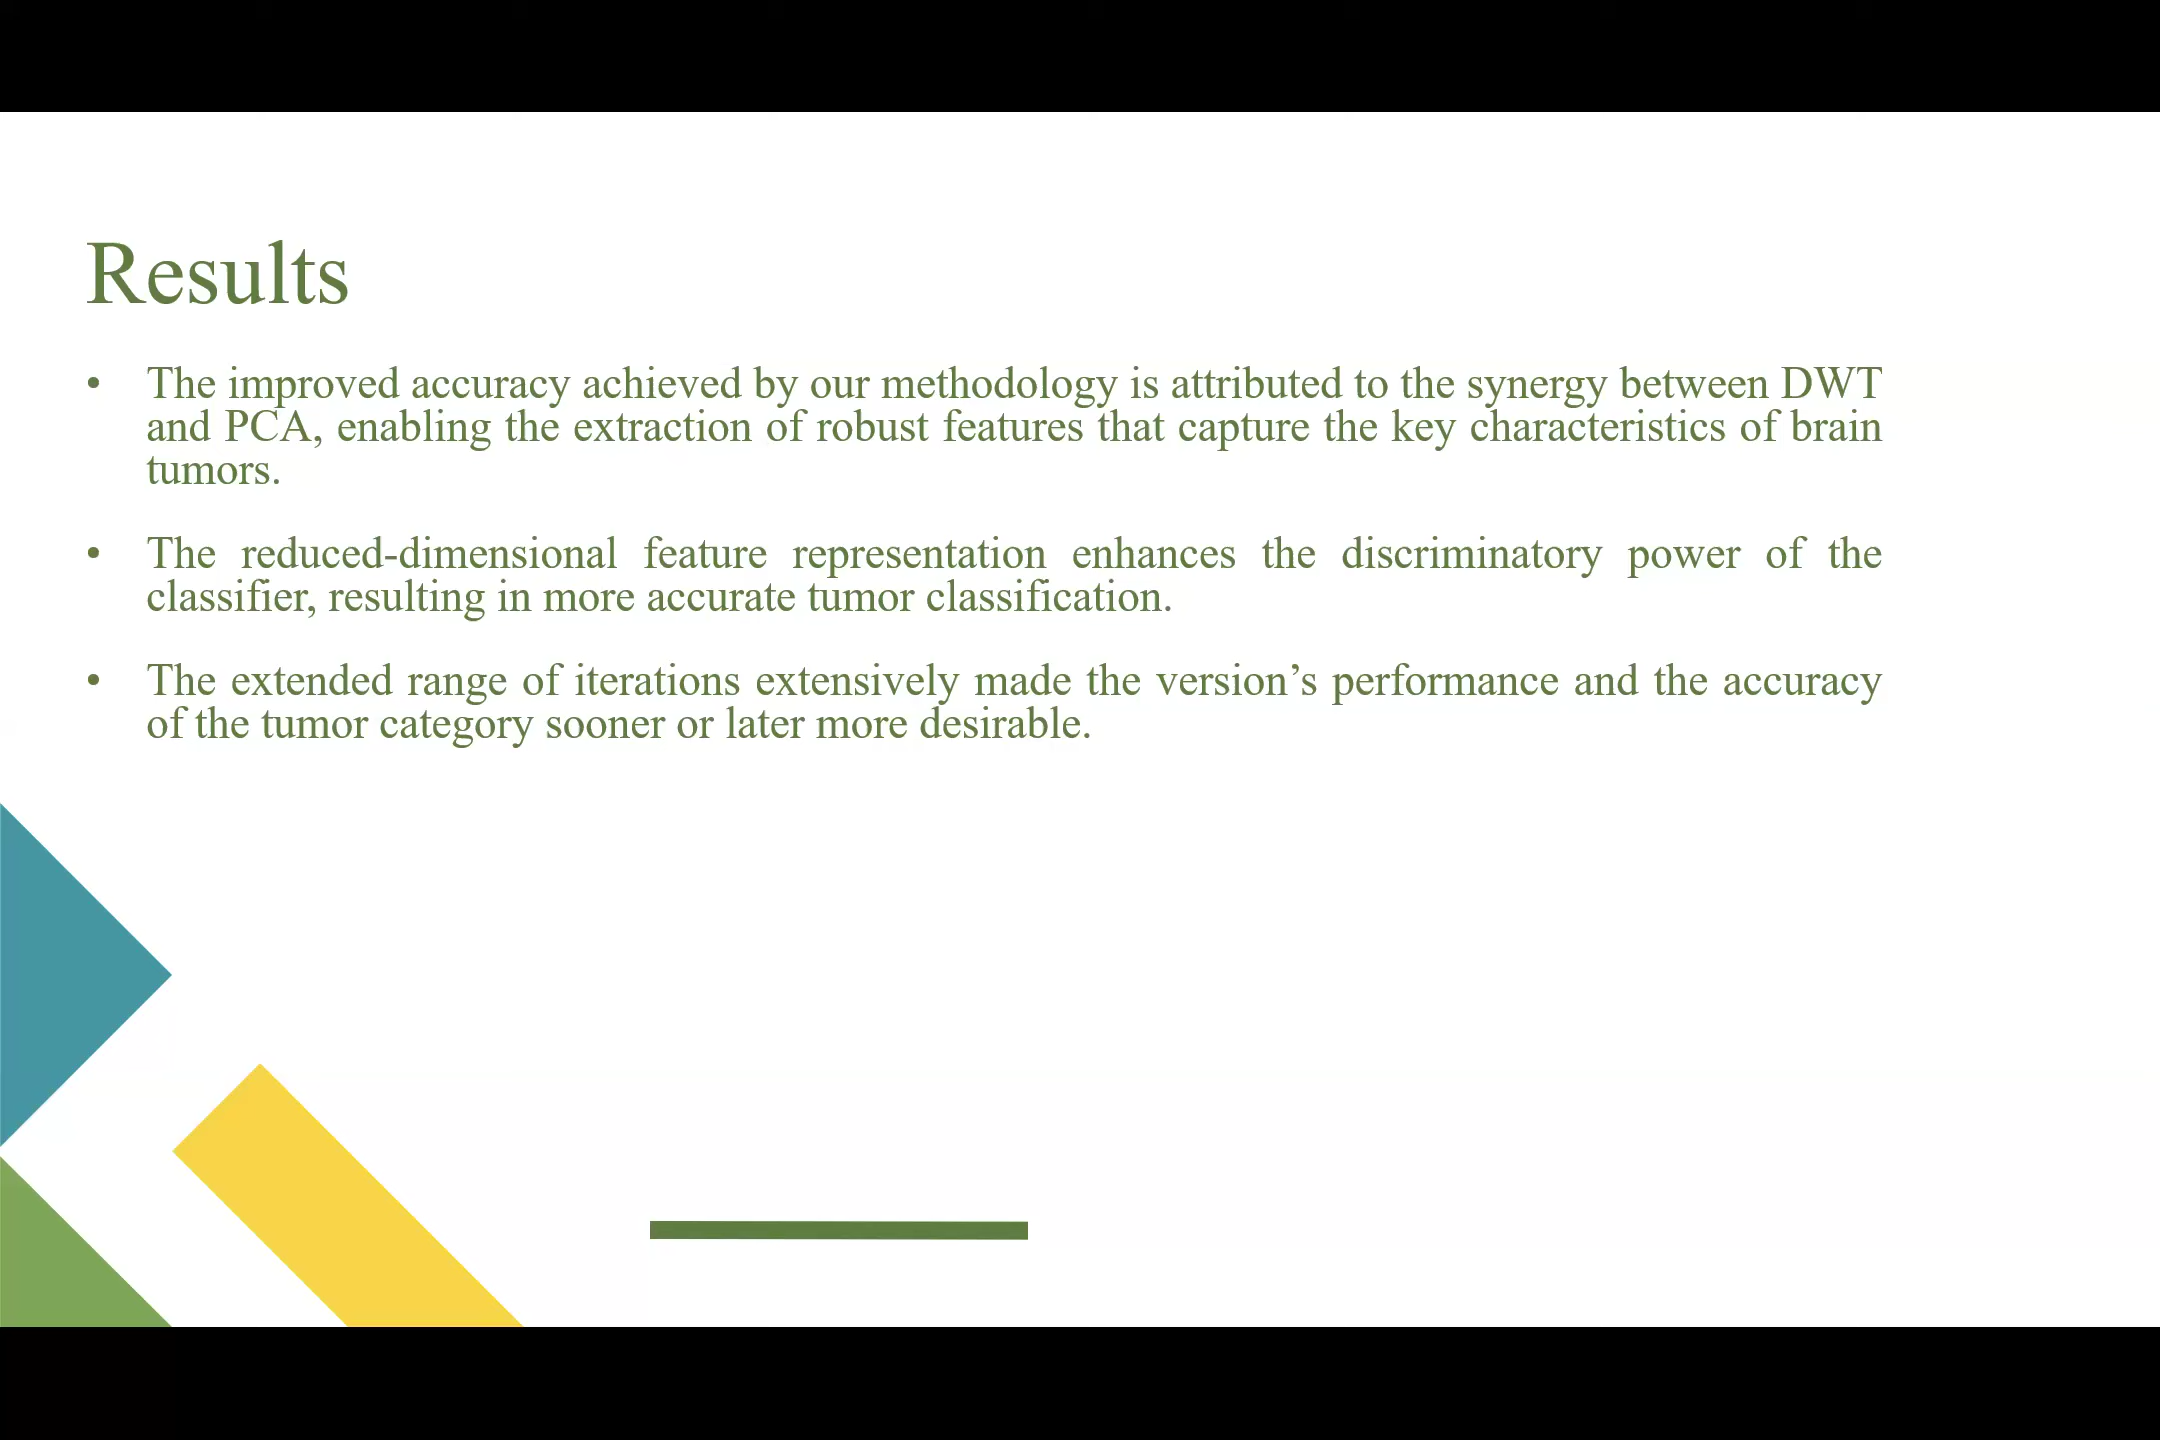 Results
• The improved accuracy achieved by our methodology is attributed to the synergy between DWT
and PCA, enabling the extraction of robust features that capture the key characteristics of brain
tumors.
• The reduced-dimensional feature representation enhances the discriminatory power of the
classifier, resulting in more accurate tumor classification.
• The extended range of iterations extensively made the version’s performance and the accuracy
of the tumor category sooner or later more desirable.